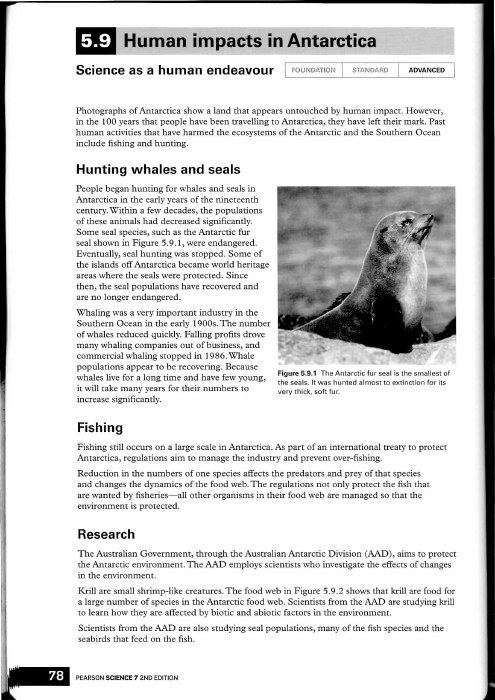 5.9 Human impacts in Antarctica
Science as a human endeavour
FOUNDATION STANDARD ADVANCED
Photographs of Antarctica show a land that appears untouched by human impact. However,
in the 100 years that people have been travelling to Antarctica, they have left their mark. Past
human activities that have harmed the ecosystems of the Antarctic and the Southern Ocean
include fishing and hunting.
Hunting whales and seals
People began hunting for whales and seals in
Antarctica in the early years of the nineteenth
century. Within a few decades, the populations
of these animals had decreased significantly.
Some seal species, such as the Antarctic fur
seal shown in Figure 5.9.1, were endangered.
Eventually, seal hunting was stopped. Some of
the islands off Antarctica became world heritage
areas where the seals were protected. Since
then, the seal populations have recovered and
are no longer endangered.
Whaling was a very important industry in the
Southern Ocean in the early 1900s. The number
of whales reduced quickly. Falling profits drove
many whaling companies out of business, and
commercial whaling stopped in 1986. Whale
populations appear to be recovering. Because
whales live for a long time and have few young,
it will take many years for their numbers to
increase significantly.
Figure 5.9.1 The Antarctic fur seal is the smallest of
the seals. It was hunted almost to extinction for its
very thick, soft fur.
Fishing
Fishing still occurs on a large scale in Antarctica. As part of an international treaty to protect
Antarctica, regulations aim to manage the industry and prevent over-fishing.
Reduction in the numbers of one species affects the predators and prey of that species
and changes the dynamics of the food web. The regulations not only protect the fish that
are wanted by fisheries—all other organisms in their food web are managed so that the
environment is protected.
Research
The Australian Government, through the Australian Antarctic Division (AAD), aims to protect
the Antarctic environment. The AAD employs scientists who investigate the effects of changes
in the environment.
Krill are small shrimp-like creatures. The food web in Figure 5.9.2 shows that krill are food for
a large number of species in the Antarctic food web. Scientists from the AAD are studying krill
to learn how they are affected by biotic and abiotic factors in the environment.
Scientists from the AAD are also studying seal populations, many of the fish species and the
seabirds that feed on the fish.
78 PEARSON SCIENCE 7 2ND EDITION